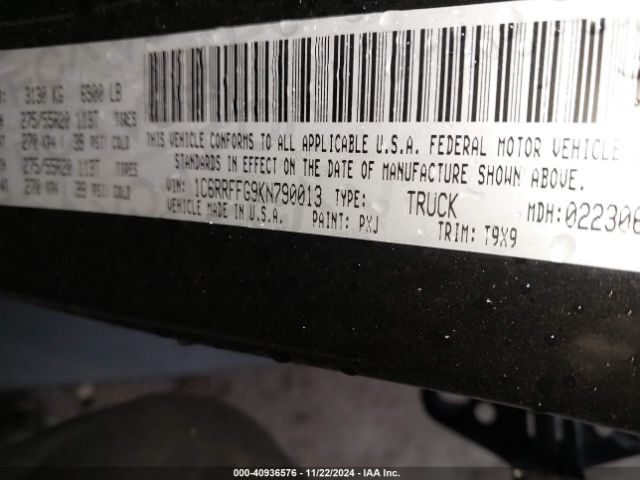 3130 KG 6900 LB
275/55R20 113T TIRES
270 KPA / 39 PSI COLD
275/55R20 113T TIRES
270 KPA / 39 PSI COLD
THIS VEHICLE CONFORMS TO ALL APPLICABLE U.S.A. FEDERAL MOTOR VEHICLE
STANDARDS IN EFFECT ON THE DATE OF MANUFACTURE SHOWN ABOVE.
VIN: 1C6RRFFG9KN790013 TYPE: TRUCK MDH: 022306
VEHICLE MADE IN U.S.A. PAINT: PXJ TRIM: T9X9
000-40936576 - 11/22/2024 - IAA Inc.